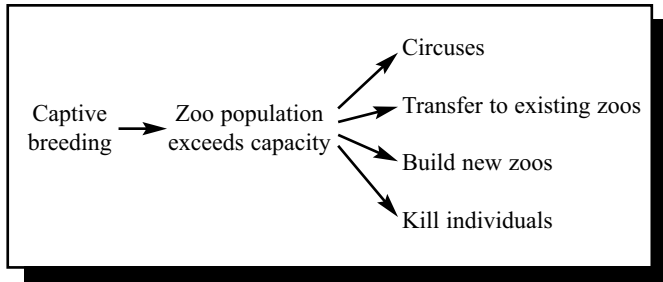 Captive
breeding
Zoo population
exceeds capacity
Circuses
Transfer to existing zoos
Build new zoos
Kill individuals